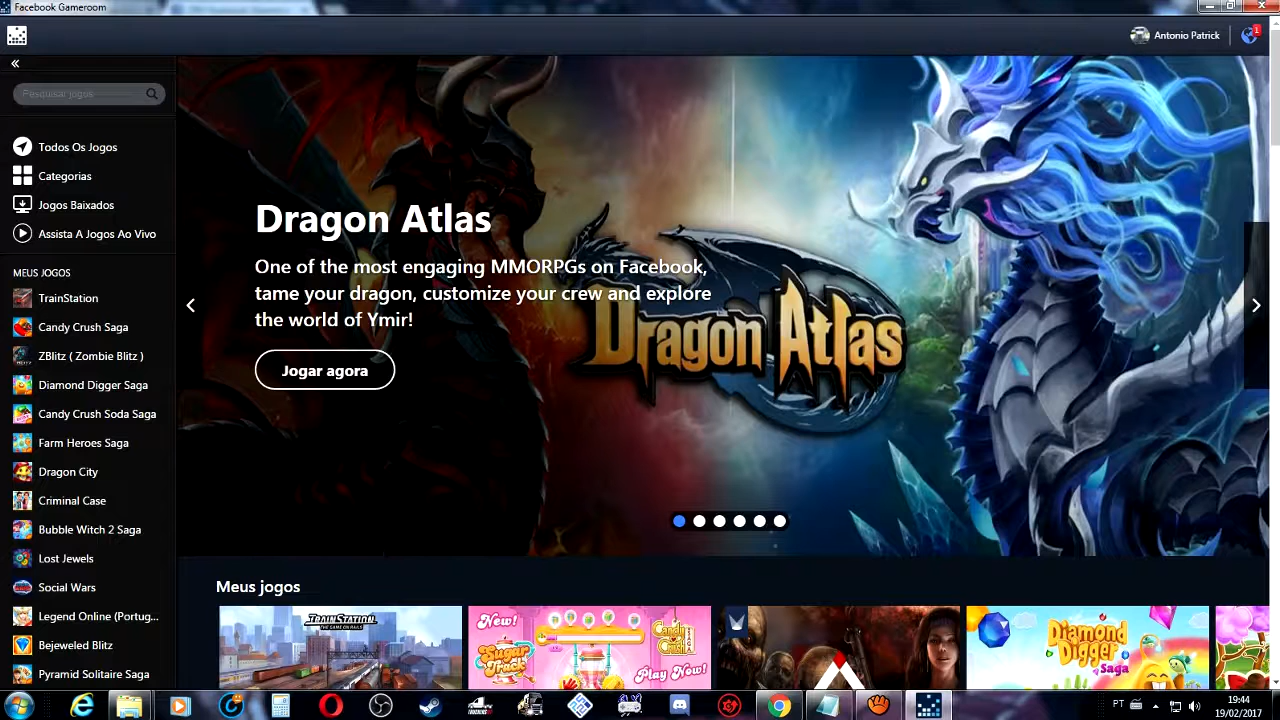 Facebook Gameroom
Antonio Patrick
1
Pesquisar jogos
Todos Os Jogos
Categorias
Jogos Baixados
Assista A Jogos Ao Vivo
MEUS JOGOS
TrainStation
Candy Crush Saga
ZBlitz ( Zombie Blitz )
Diamond Digger Saga
Candy Crush Soda Saga
Farm Heroes Saga
Dragon City
Criminal Case
Bubble Witch 2 Saga
Lost Jewels
Social Wars
Legend Online (Portug...
Bejeweled Blitz
Pyramid Solitaire Saga
Dragon Atlas
One of the most engaging MMORPGs on Facebook,
tame your dragon, customize your crew and explore
the world of Ymir!
Jogar agora
Dragon Atlas
Meus jogos
TRAINSTATION
THE GAME ON RAILS
New!
Sugar
Track
Candy
Crush
Play Now!
Diamond
Digger
Saga
PT
19:44
19/02/2017